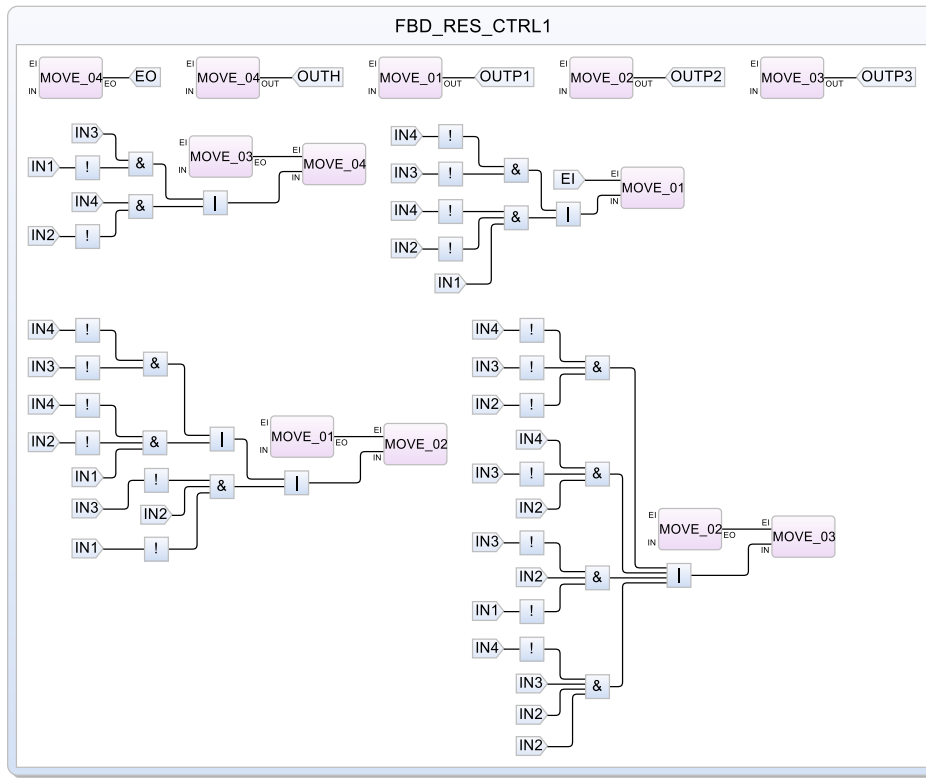 FBD_RES_CTRL1
EI IN MOVE_04 EO EO
EI IN MOVE_04 OUT OUTH
EI IN MOVE_01 OUT OUTP1
EI IN MOVE_02 OUT OUTP2
EI IN MOVE_03 OUT OUTP3
IN3
IN1 ! &
IN4
IN2 ! & |
EI IN MOVE_03 EO
EI IN MOVE_04
IN4 !
IN3 ! &
IN4 !
IN2 ! & |
IN1
EI
EI IN MOVE_01
IN4 !
IN3 ! &
IN4 !
IN2 ! & |
IN1
IN3 !
IN2 & |
IN1 !
EI IN MOVE_01 EO
EI IN MOVE_02
IN4 !
IN3 ! &
IN2 !
IN4
IN3 ! &
IN2
IN3 !
IN2 & |
IN1 !
IN4 !
IN3 &
IN2
IN2
EI IN MOVE_02 EO
EI IN MOVE_03